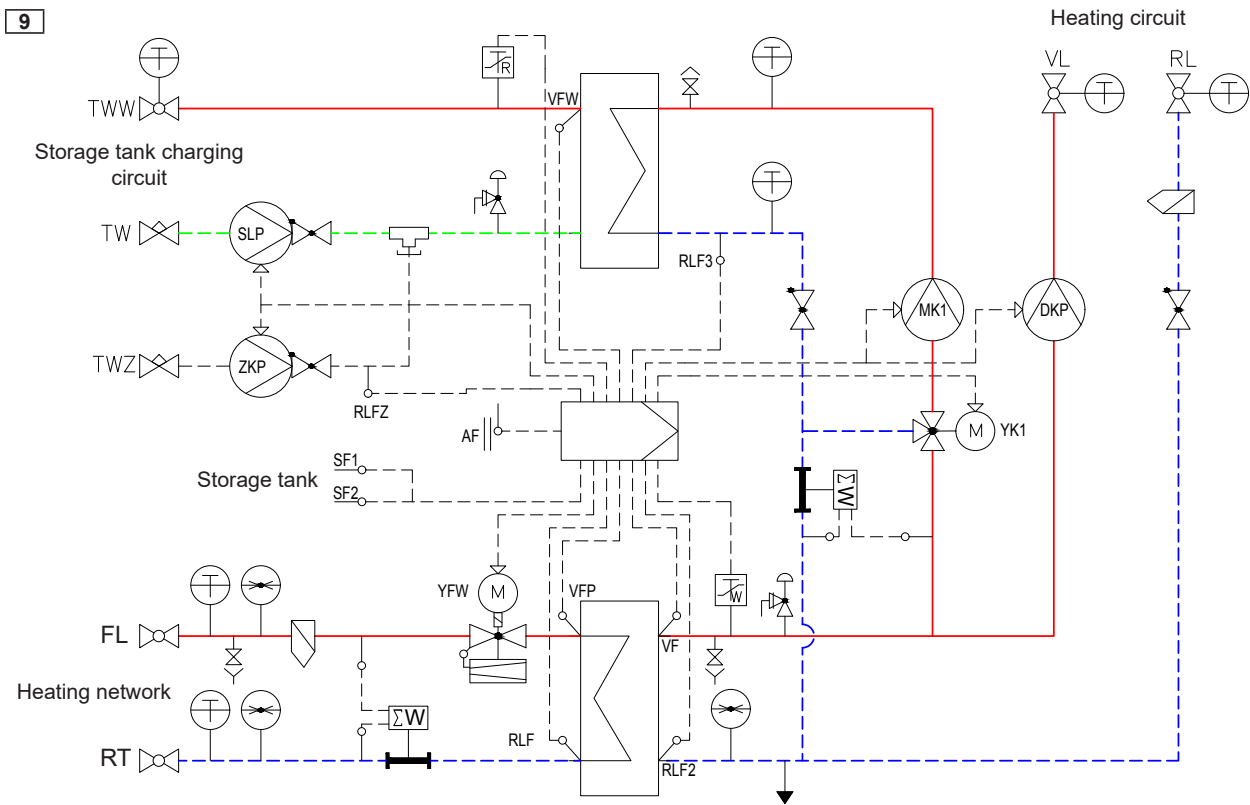 9
Heating circuit
T
T
VL
RL
R
T
T
VFW
TWW
Storage tank charging
circuit
T
TW
SLP
RLF3
MK1
DKP
TWZ
ZKP
RLFZ
AF
M
YK1
SF1
Storage tank
SF2
ΣW
YFW
M
VFP
W
T
FL
VF
Heating network
T
ΣW
RLF
RT
RLF2